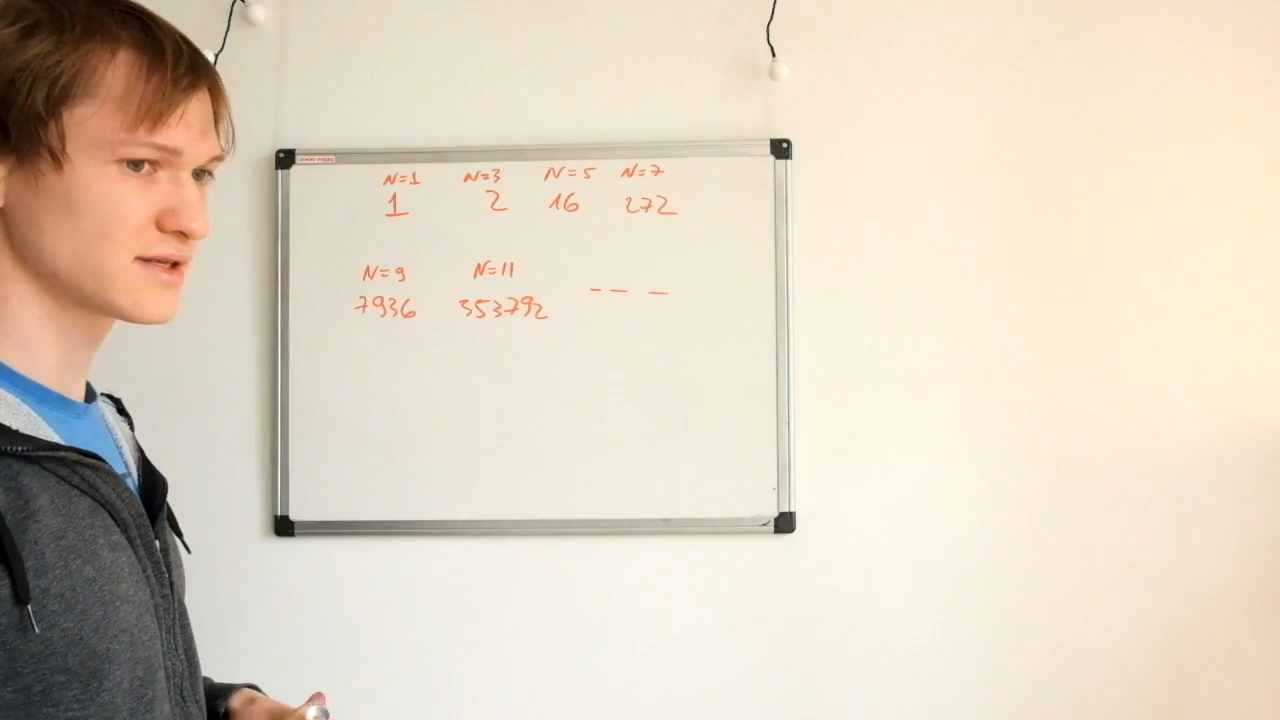 N=1 N=3 N=5 N=7
1 2 16 272
N=9 N=11
7936 353792 -- -